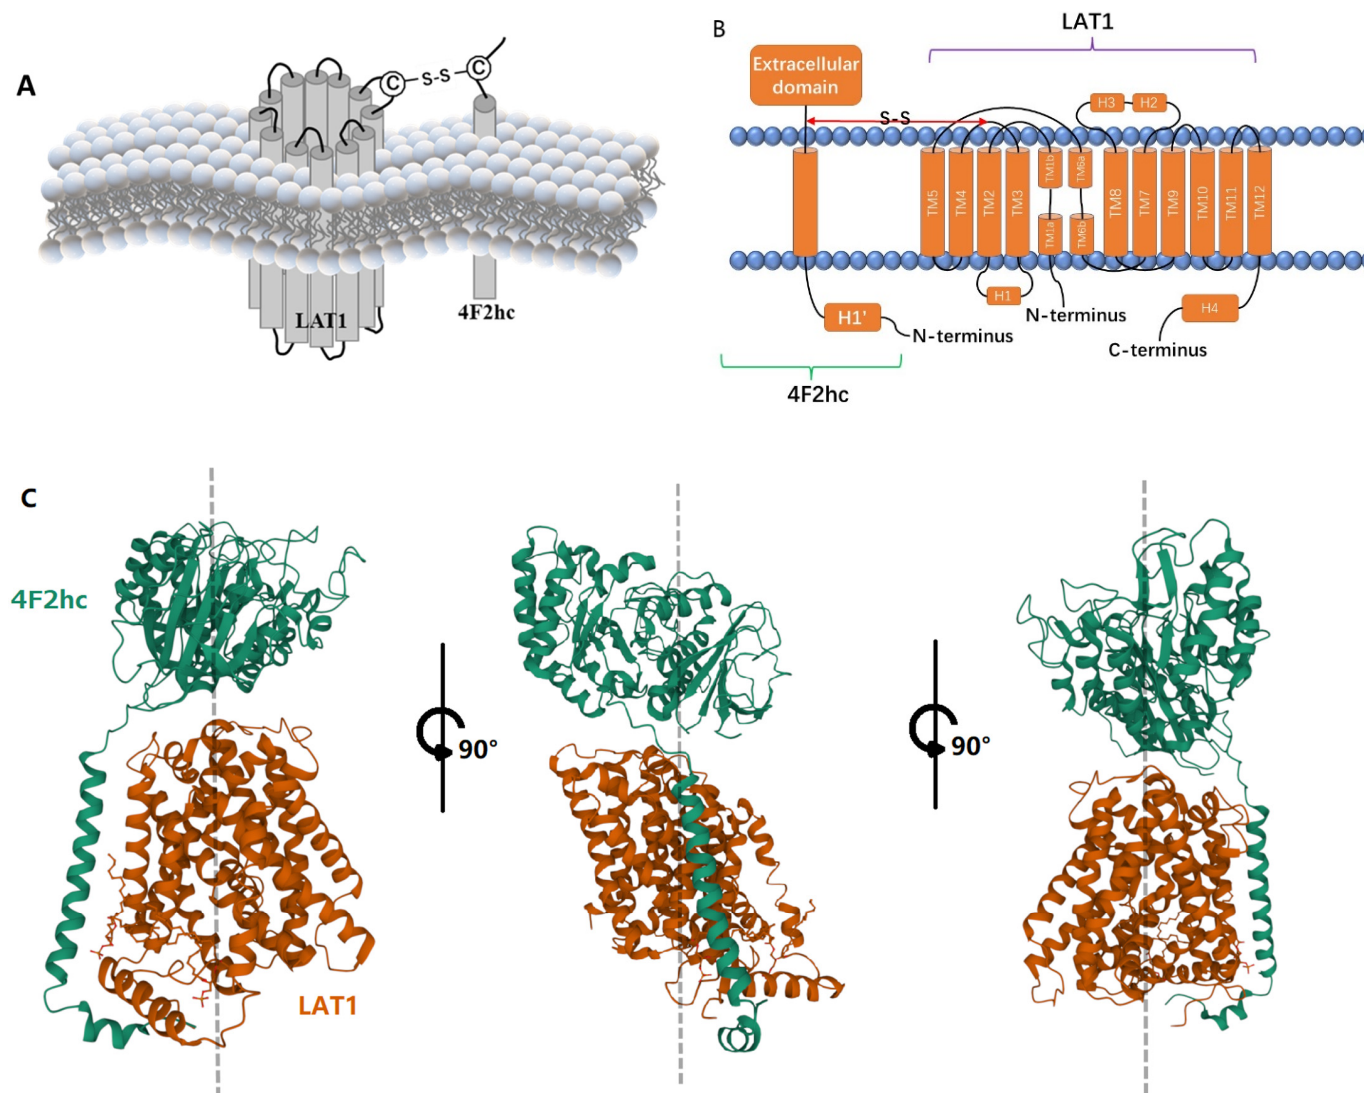 A
C
S-S
C
LAT1
4F2hc
B
LAT1
Extracellular
domain
S-S
H3
H2
TM5
TM4
TM2
TM3
TM1b
TM6a
TM8
TM7
TM9
TM10
TM11
TM12
TM1a
TM6b
H1
H1'
N-terminus
N-terminus
H4
C-terminus
4F2hc
C
4F2hc
LAT1
90°
90°